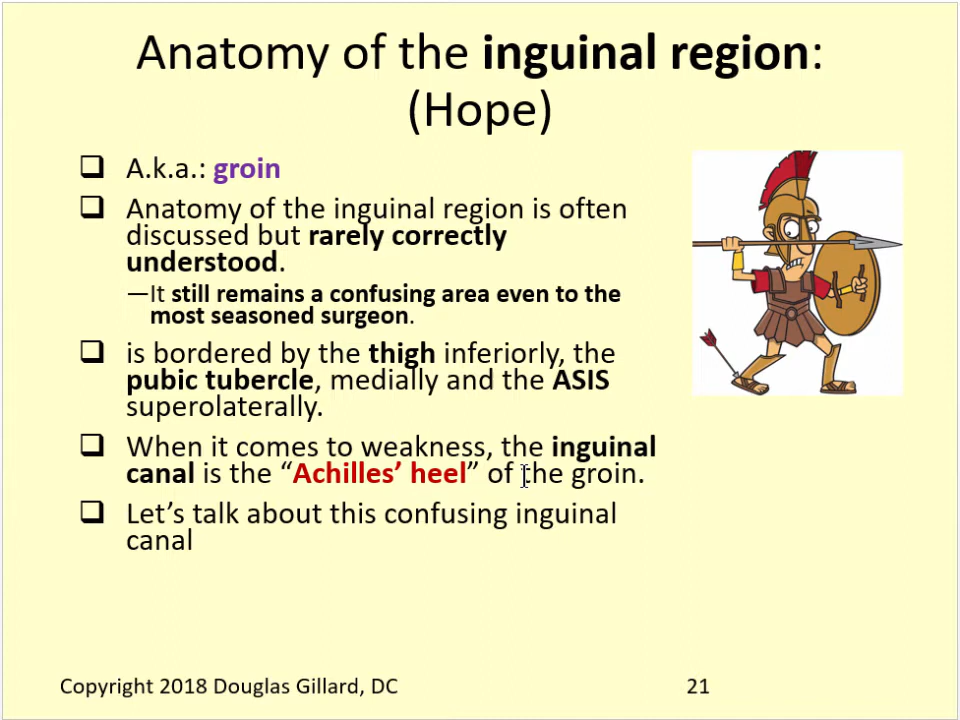 Anatomy of the inguinal region:
(Hope)
A.k.a.: groin
Anatomy of the inguinal region is often
discussed but rarely correctly
understood.
—It still remains a confusing area even to the
most seasoned surgeon.
is bordered by the thigh inferiorly, the
pubic tubercle, medially and the ASIS
superolaterally.
When it comes to weakness, the inguinal
canal is the “Achilles’ heel” of the groin.
Let’s talk about this confusing inguinal
canal
Copyright 2018 Douglas Gillard, DC
21